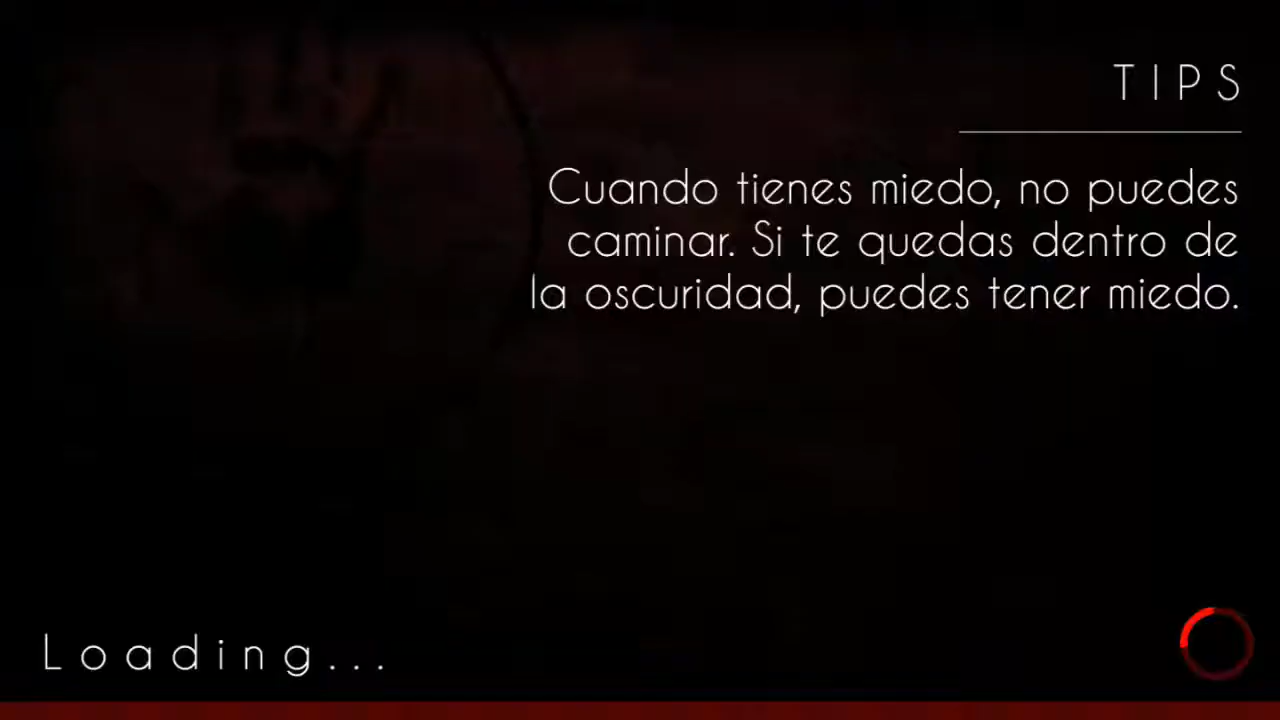 TIPS
Cuando tienes miedo, no puedes
caminar. Si te quedas dentro de
la oscuridad, puedes tener miedo.
Loading...